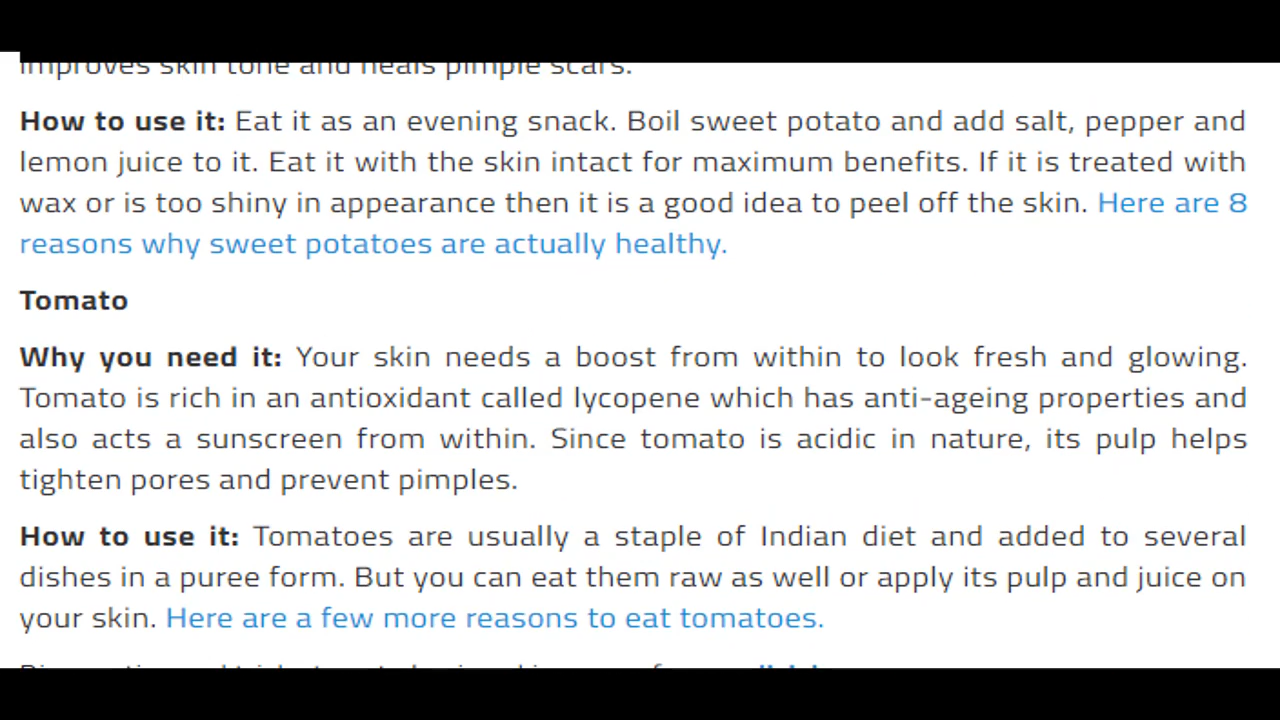 improves skin tone and heals pimple scars.
How to use it: Eat it as an evening snack. Boil sweet potato and add salt, pepper and
lemon juice to it. Eat it with the skin intact for maximum benefits. If it is treated with
wax or is too shiny in appearance then it is a good idea to peel off the skin. Here are 8
reasons why sweet potatoes are actually healthy.
Tomato
Why you need it: Your skin needs a boost from within to look fresh and glowing.
Tomato is rich in an antioxidant called lycopene which has anti-ageing properties and
also acts a sunscreen from within. Since tomato is acidic in nature, its pulp helps
tighten pores and prevent pimples.
How to use it: Tomatoes are usually a staple of Indian diet and added to several
dishes in a puree form. But you can eat them raw as well or apply its pulp and juice on
your skin. Here are a few more reasons to eat tomatoes.